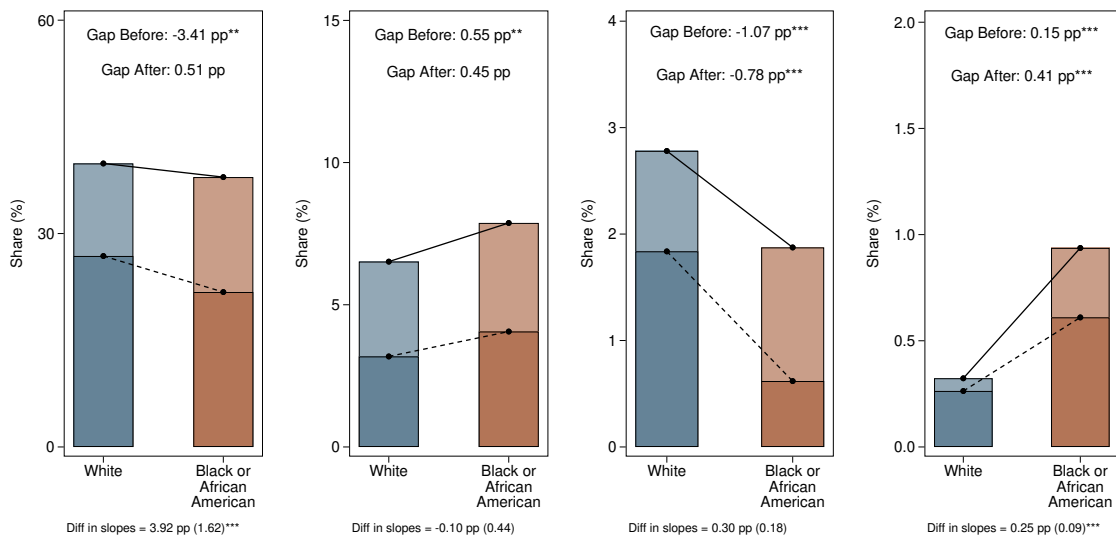 Gap Before: -3.41 pp**
Gap After: 0.51 pp
Share (%)
60
30
0
White
Black or
African
American
Diff in slopes = 3.92 pp (1.62)***
Gap Before: 0.55 pp**
Gap After: 0.45 pp
Share (%)
15
10
5
0
White
Black or
African
American
Diff in slopes = -0.10 pp (0.44)
Gap Before: -1.07 pp***
Gap After: -0.78 pp***
Share (%)
4
3
2
1
0
White
Black or
African
American
Diff in slopes = 0.30 pp (0.18)
Gap Before: 0.15 pp***
Gap After: 0.41 pp***
Share (%)
2.0
1.5
1.0
0.5
0.0
White
Black or
African
American
Diff in slopes = 0.25 pp (0.09)***